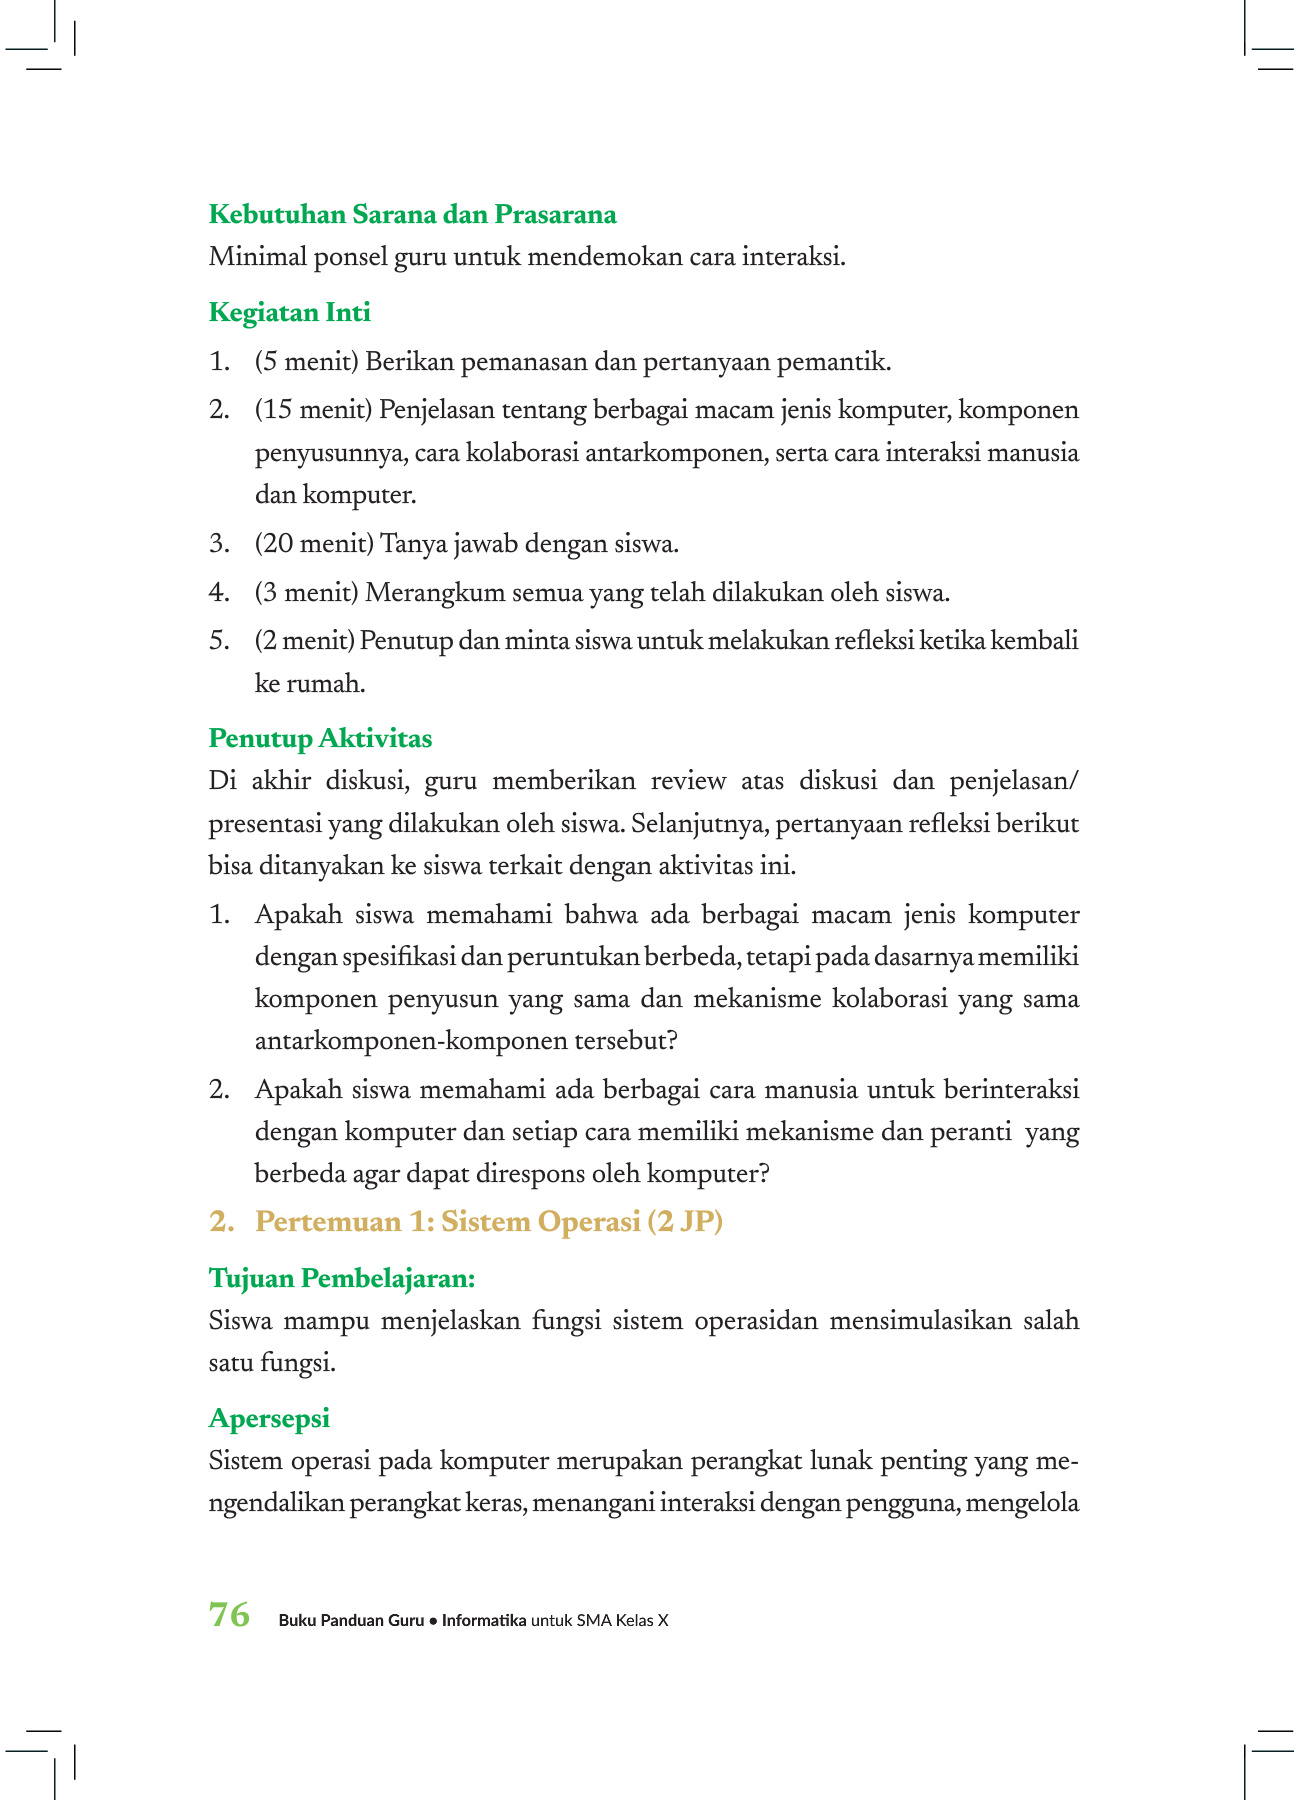 Kebutuhan Sarana dan Prasarana
Minimal ponsel guru untuk mendemokan cara interaksi.
Kegiatan Inti
1. (5 menit) Berikan pemanasan dan pertanyaan pemantik.
2. (15 menit) Penjelasan tentang berbagai macam jenis komputer, komponen
penyusunnya, cara kolaborasi antarkomponen, serta cara interaksi manusia
dan komputer.
3. (20 menit) Tanya jawab dengan siswa.
4. (3 menit) Merangkum semua yang telah dilakukan oleh siswa.
5. (2 menit) Penutup dan minta siswa untuk melakukan refleksi ketika kembali
ke rumah.
Penutup Aktivitas
Di akhir diskusi, guru memberikan review atas diskusi dan penjelasan/
presentasi yang dilakukan oleh siswa. Selanjutnya, pertanyaan refleksi berikut
bisa ditanyakan ke siswa terkait dengan aktivitas ini.
1. Apakah siswa memahami bahwa ada berbagai macam jenis komputer
dengan spesifikasi dan peruntukan berbeda, tetapi pada dasarnya memiliki
komponen penyusun yang sama dan mekanisme kolaborasi yang sama
antarkomponen-komponen tersebut?
2. Apakah siswa memahami ada berbagai cara manusia untuk berinteraksi
dengan komputer dan setiap cara memiliki mekanisme dan peranti yang
berbeda agar dapat direspons oleh komputer?
2. Pertemuan 1: Sistem Operasi (2 JP)
Tujuan Pembelajaran:
Siswa mampu menjelaskan fungsi sistem operasidan mensimulasikan salah
satu fungsi.
Apersepsi
Sistem operasi pada komputer merupakan perangkat lunak penting yang me-
ngendalikan perangkat keras, menangani interaksi dengan pengguna, mengelola
76 Buku Panduan Guru • Informatika untuk SMA Kelas X